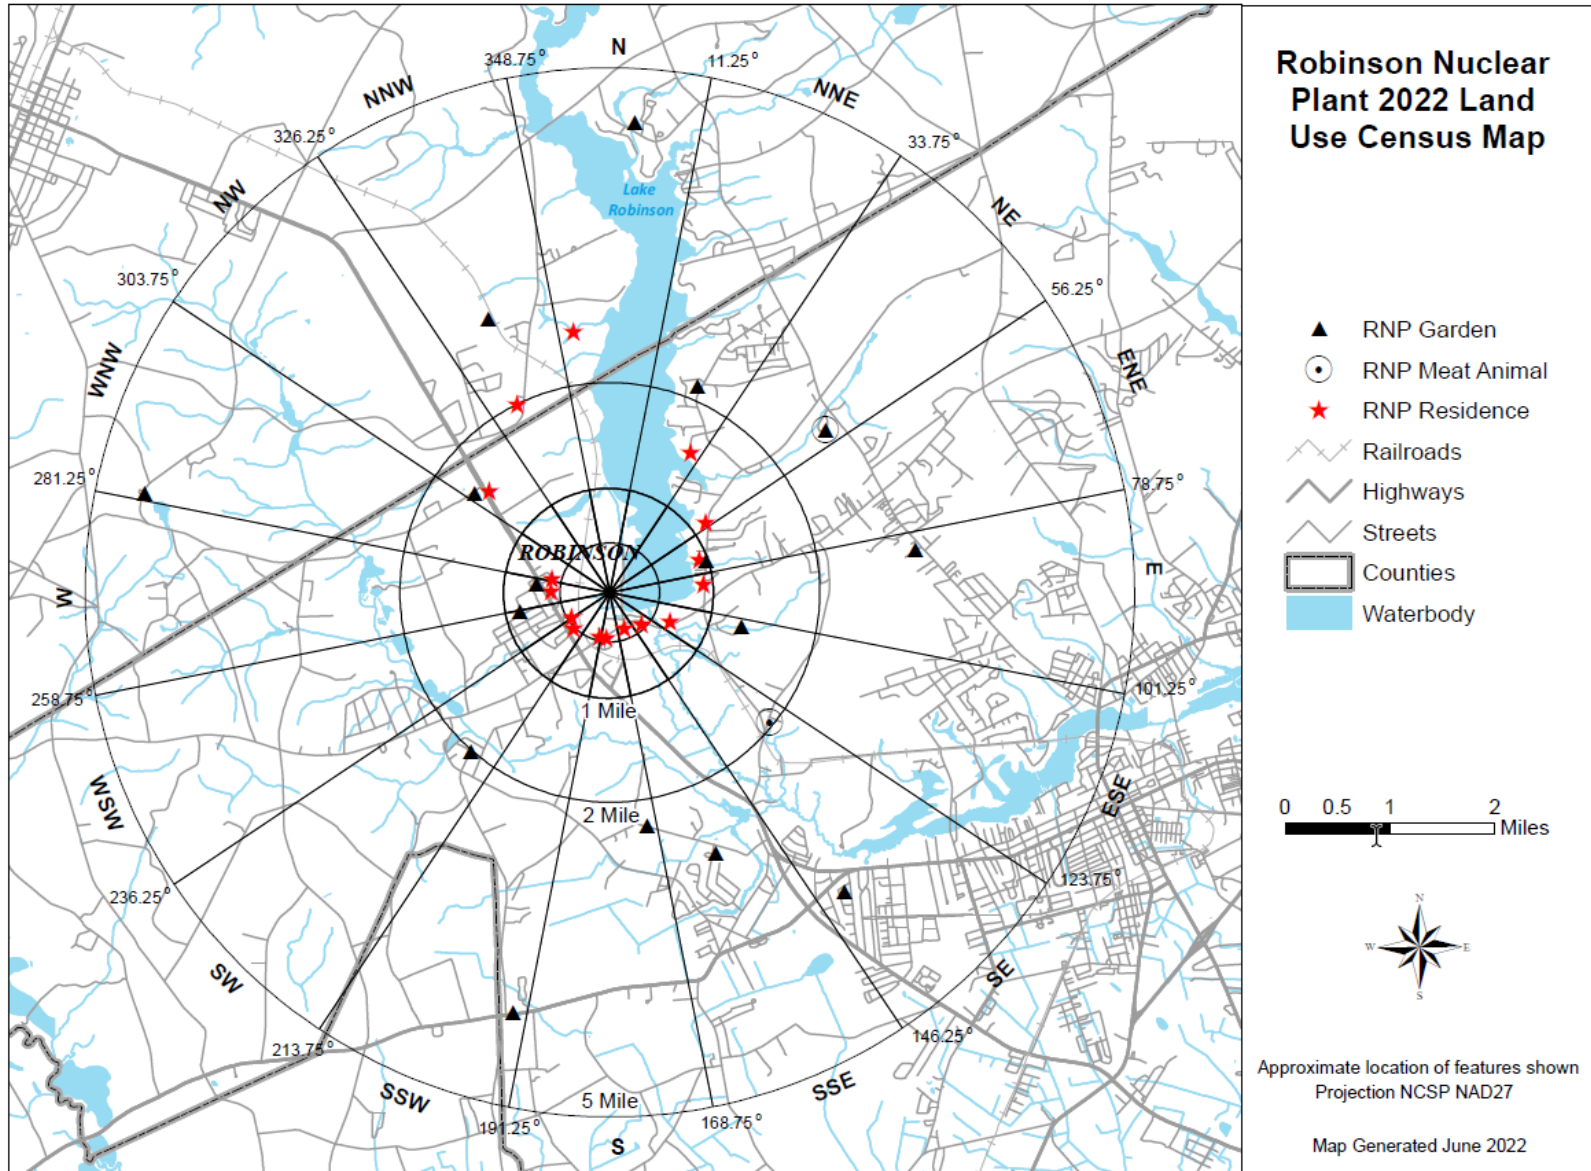 Robinson Nuclear
Plant 2022 Land
Use Census Map
N
348.75°
11.25°
NNW
NNE
326.25°
33.75°
NW
NE
Lake
Robinson
303.75°
56.25°
WNW
ENE
281.25°
78.75°
ROBINSON
W
E
258.75°
101.25°
1 Mile
WSW
ESE
2 Mile
236.25°
123.75°
SW
SE
213.75°
146.25°
SSW
SSE
5 Mile
191.25°
168.75°
S
RNP Garden
RNP Meat Animal
RNP Residence
Railroads
Highways
Streets
Counties
Waterbody
0 0.5 1 2
Miles
N
W E
S
Approximate location of features shown
Projection NCSP NAD27
Map Generated June 2022